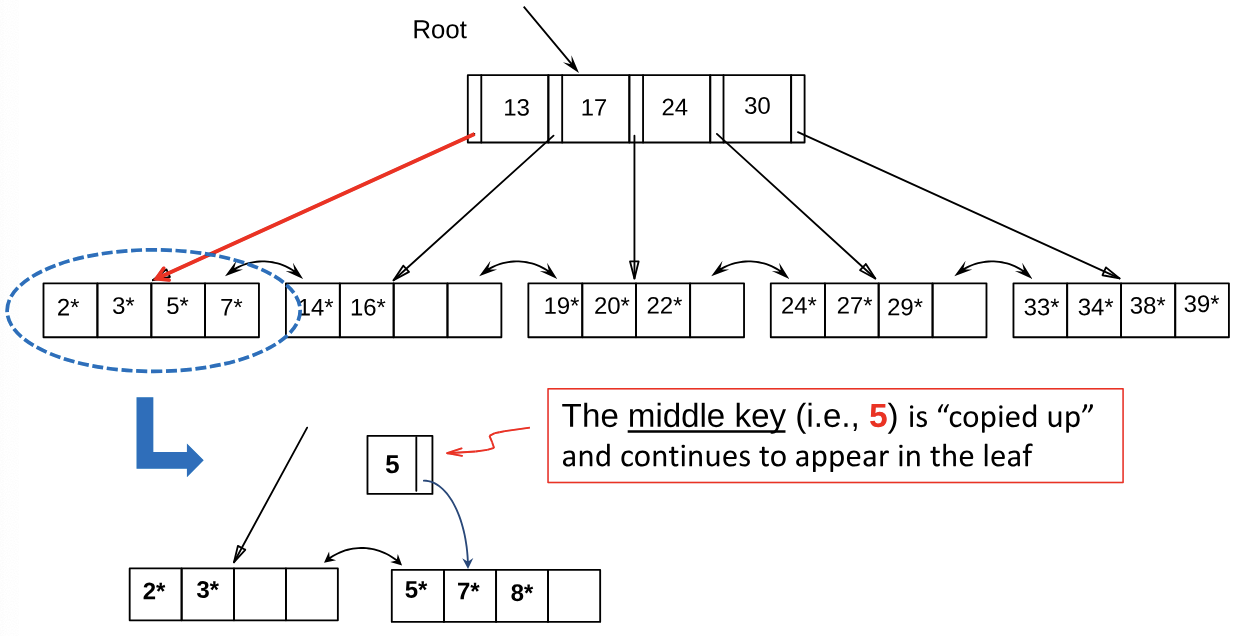 Root
13 17 24 30
2* 3* 5* 7* 14* 16* 19* 20* 22* 24* 27* 29* 33* 34* 38* 39*
The middle key (i.e., 5) is “copied up”
and continues to appear in the leaf
5
2* 3* 5* 7* 8*